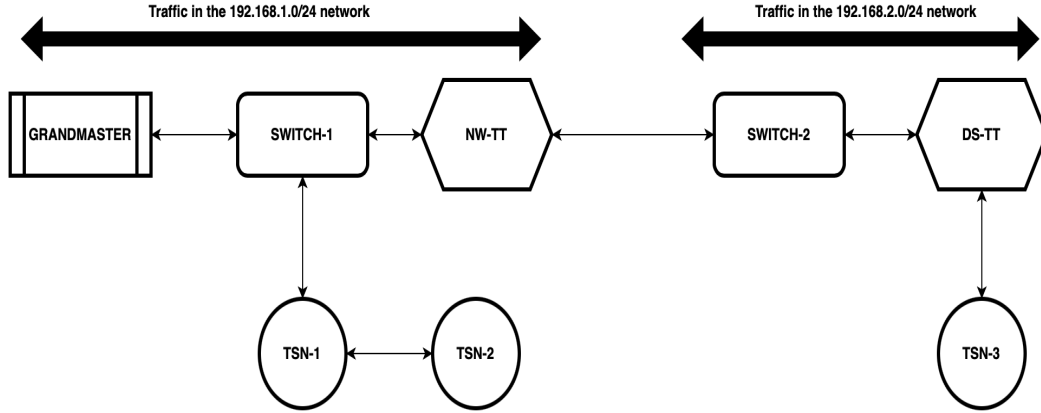 Traffic in the 192.168.1.0/24 network
Traffic in the 192.168.2.0/24 network
GRANDMASTER
SWITCH-1
NW-TT
SWITCH-2
DS-TT
TSN-1
TSN-2
TSN-3